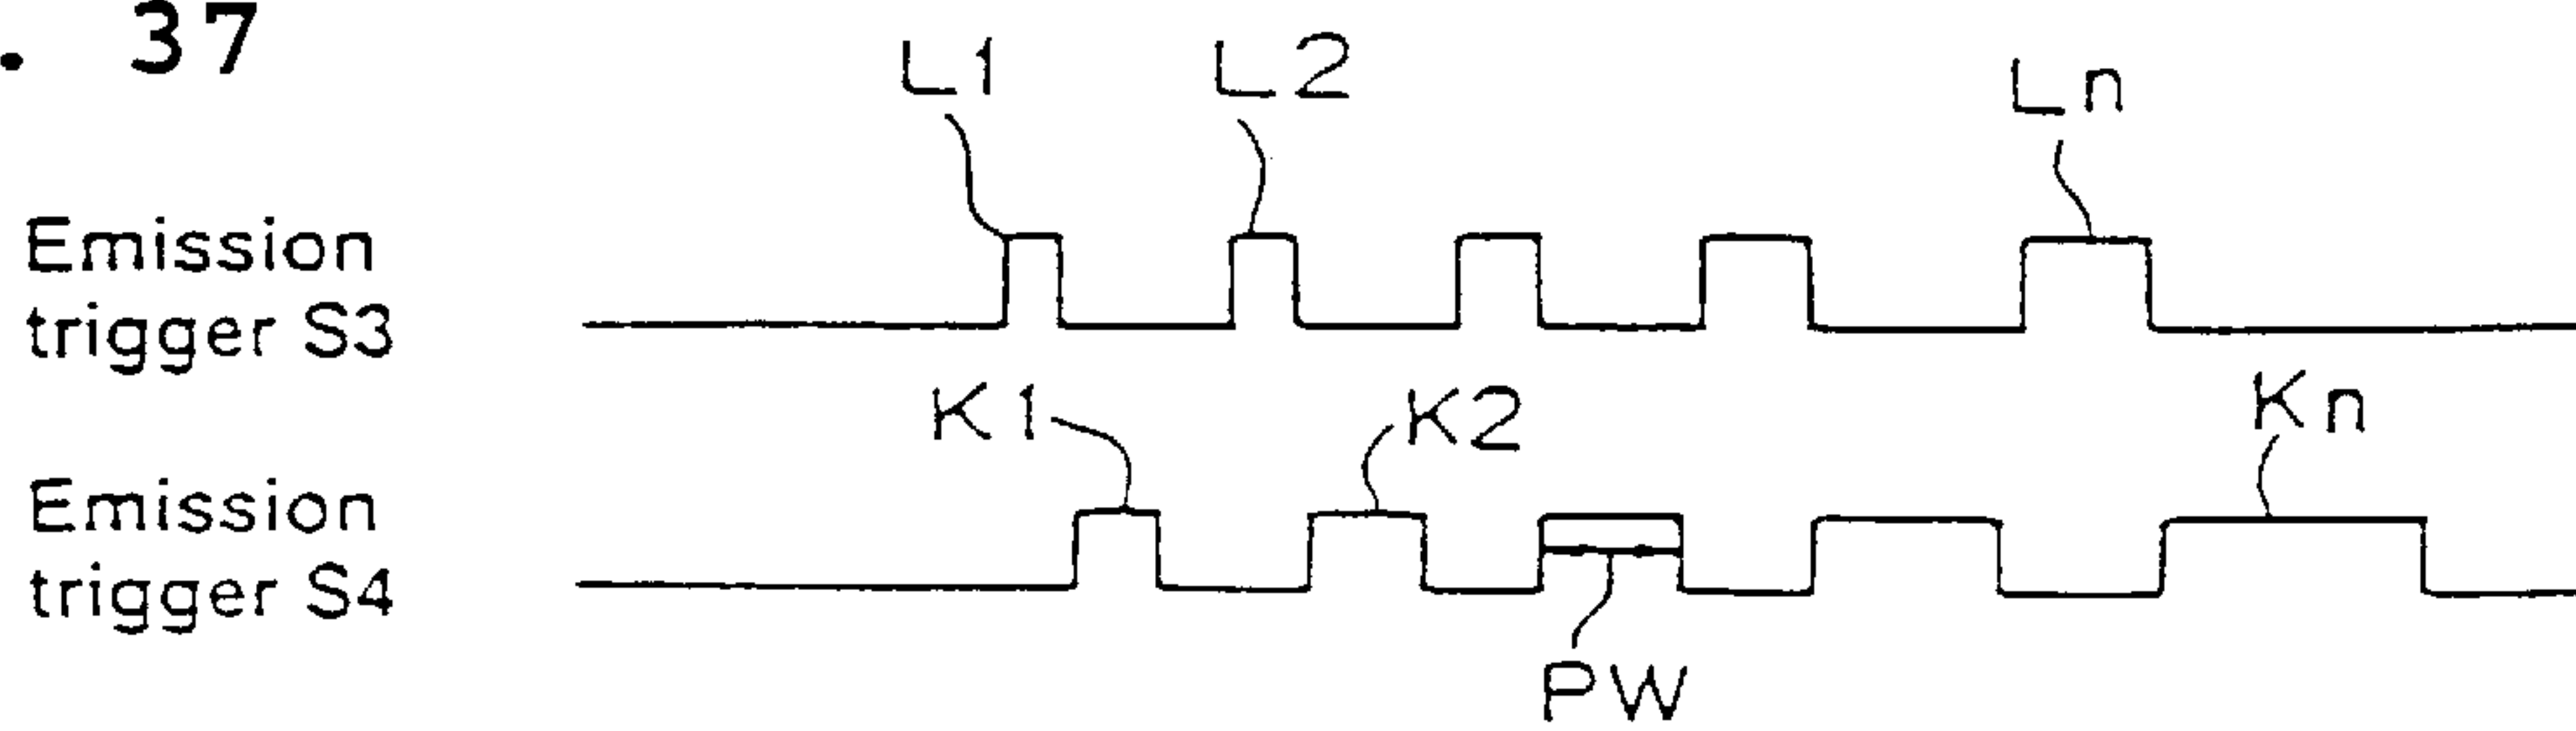 . 37
L1 L2 Ln
Emission
trigger S3
K1 K2 Kn
Emission
trigger S4
PW